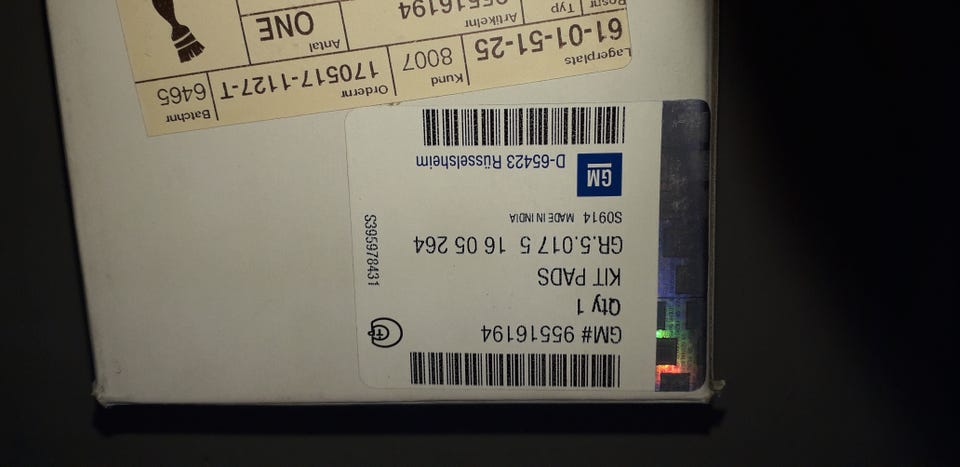 GM# 95516194
Qty 1
KIT PADS
GR.5.017 5 16 05 264
S0914 MADE IN INDIA
GM
D-65423 Rüsselsheim
S395978431
Lagerplats Kund Ordernr Batchnr
61-01-51-25 8007 170517-1127-T 6465
Posnr Typ Artikelnr Antal
95516194 ONE